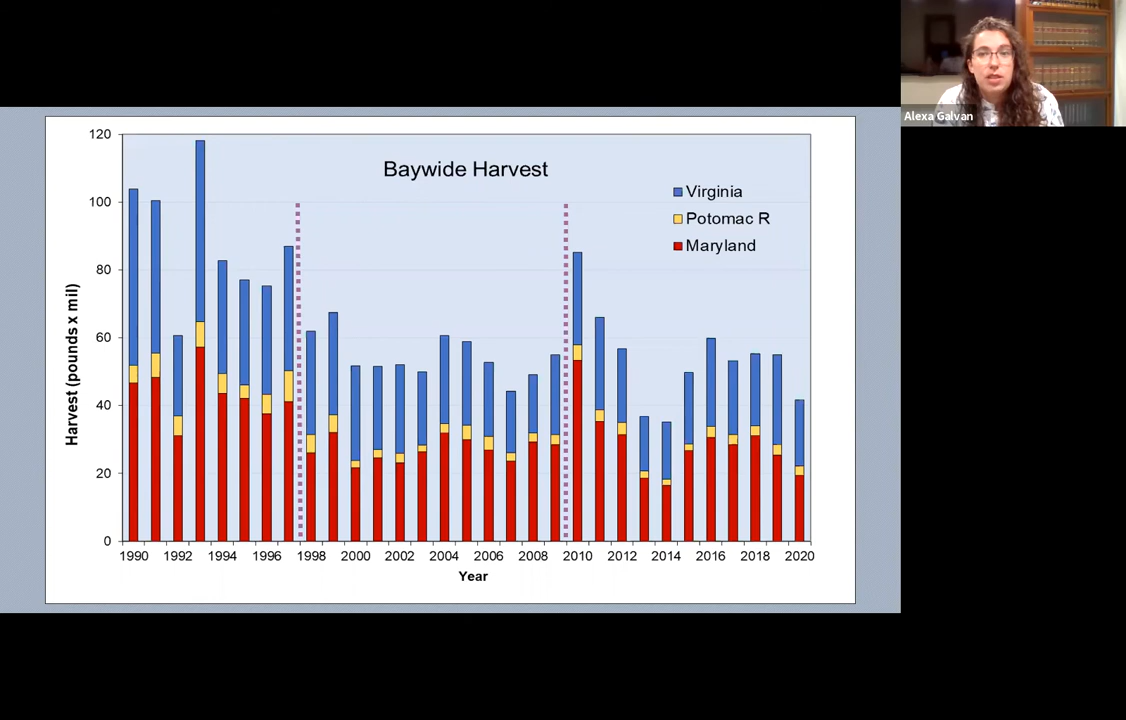 Alexa Galvan
Baywide Harvest
Virginia
Potomac R
Maryland
120
100
80
60
40
20
0
Harvest (pounds x mil)
1990 1992 1994 1996 1998 2000 2002 2004 2006 2008 2010 2012 2014 2016 2018 2020
Year